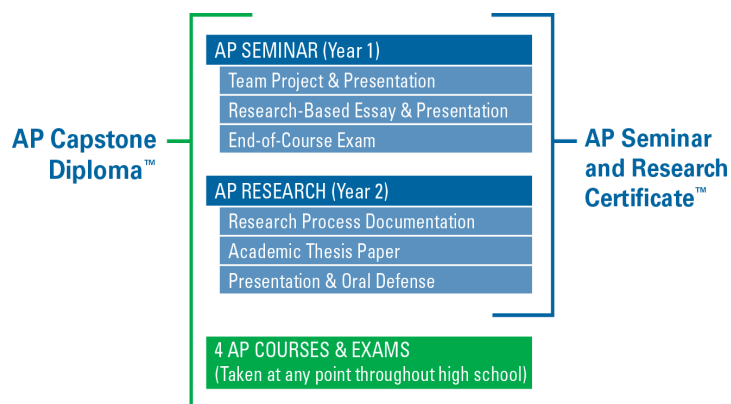 AP Capstone
Diploma™
AP SEMINAR (Year 1)
Team Project & Presentation
Research-Based Essay & Presentation
End-of-Course Exam
AP RESEARCH (Year 2)
Research Process Documentation
Academic Thesis Paper
Presentation & Oral Defense
4 AP COURSES & EXAMS
(Taken at any point throughout high school)
AP Seminar
and Research
Certificate™